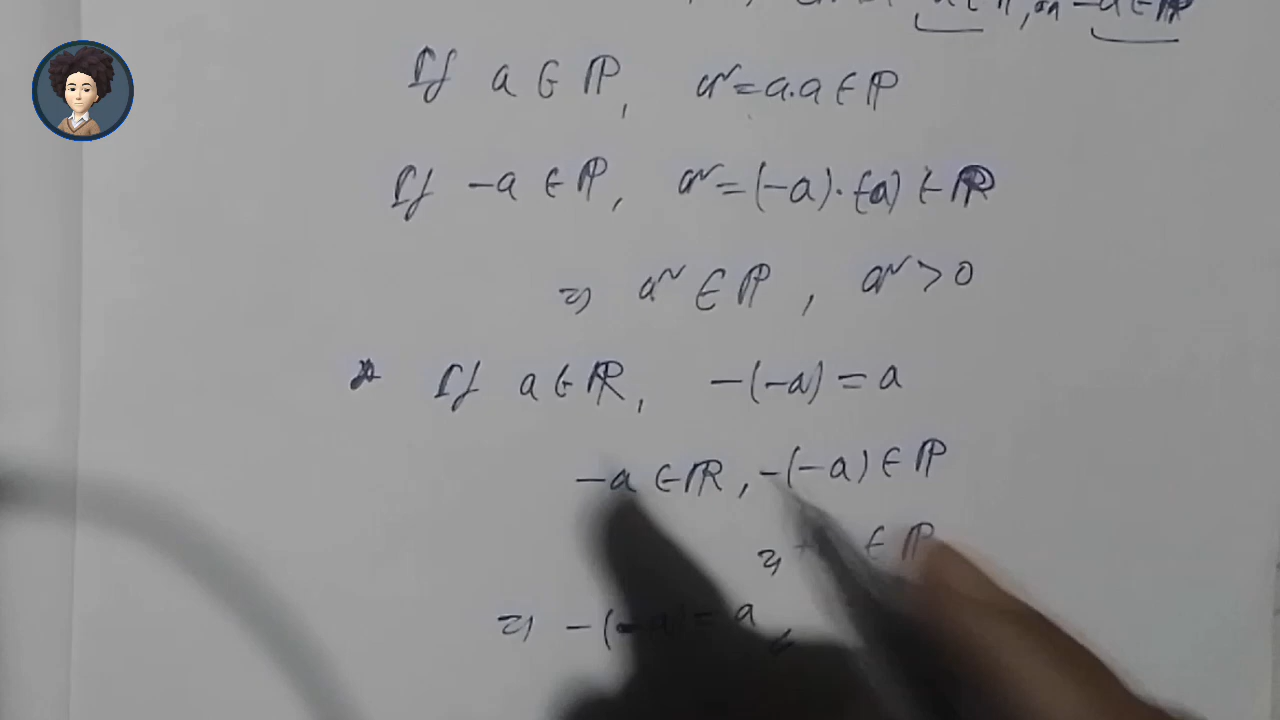 If a ∈ ℙ, a² = a.a ∈ ℙ
If -a ∈ ℙ, a² = (-a)·(-a) ∈ ℙ
⇒ a² ∈ ℙ, a² > 0
* If a ∈ ℝ, -(-a) = a
-a ∈ ℝ, -(-a) ∈ ℙ
⇒ ∈ ℙ
⇒ -(-a) = a